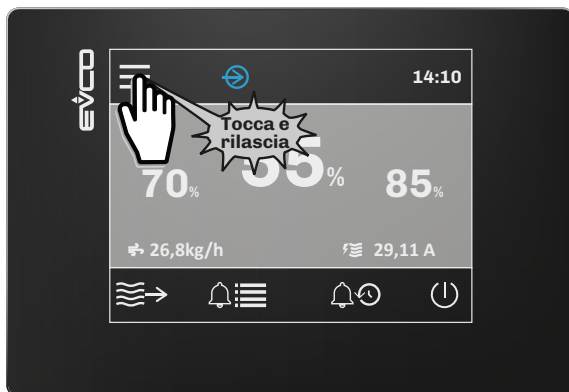 EVCO
14:10
Tocca e
rilascia
%
70%
85%
26,8kg/h
29,11 A